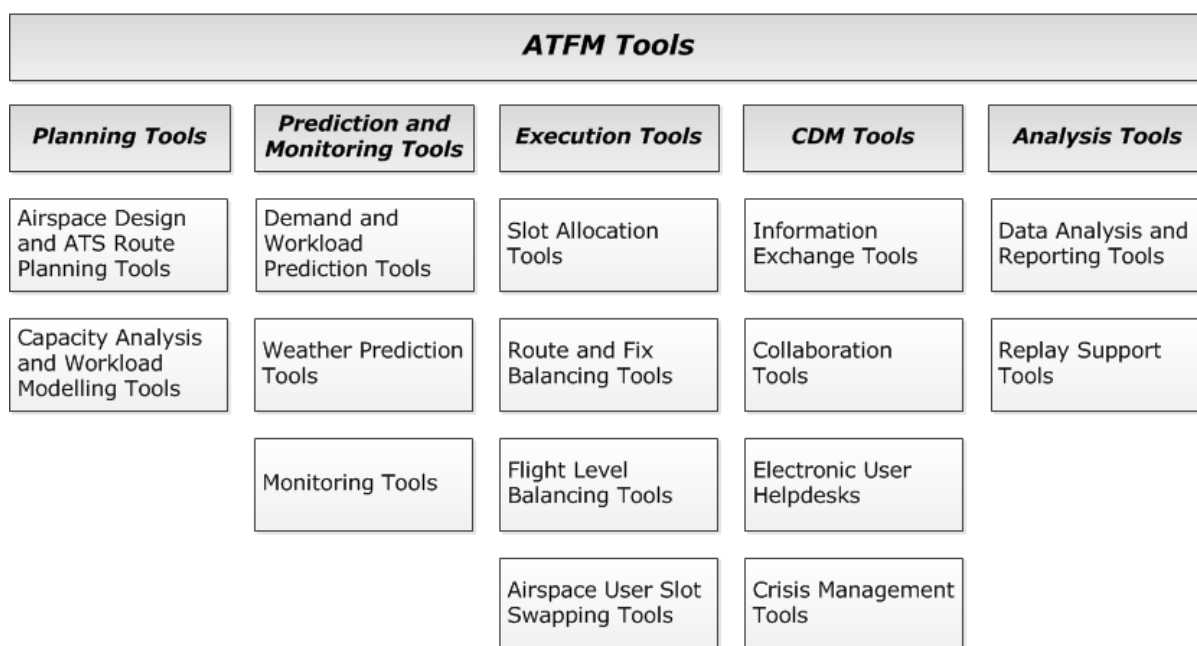 ATFM Tools
Planning Tools
Prediction and
Monitoring Tools
Execution Tools
CDM Tools
Analysis Tools
Airspace Design
and ATS Route
Planning Tools
Demand and
Workload
Prediction Tools
Slot Allocation
Tools
Information
Exchange Tools
Data Analysis and
Reporting Tools
Capacity Analysis
and Workload
Modelling Tools
Weather Prediction
Tools
Route and Fix
Balancing Tools
Collaboration
Tools
Replay Support
Tools
Monitoring Tools
Flight Level
Balancing Tools
Electronic User
Helpdesks
Airspace User Slot
Swapping Tools
Crisis Management
Tools